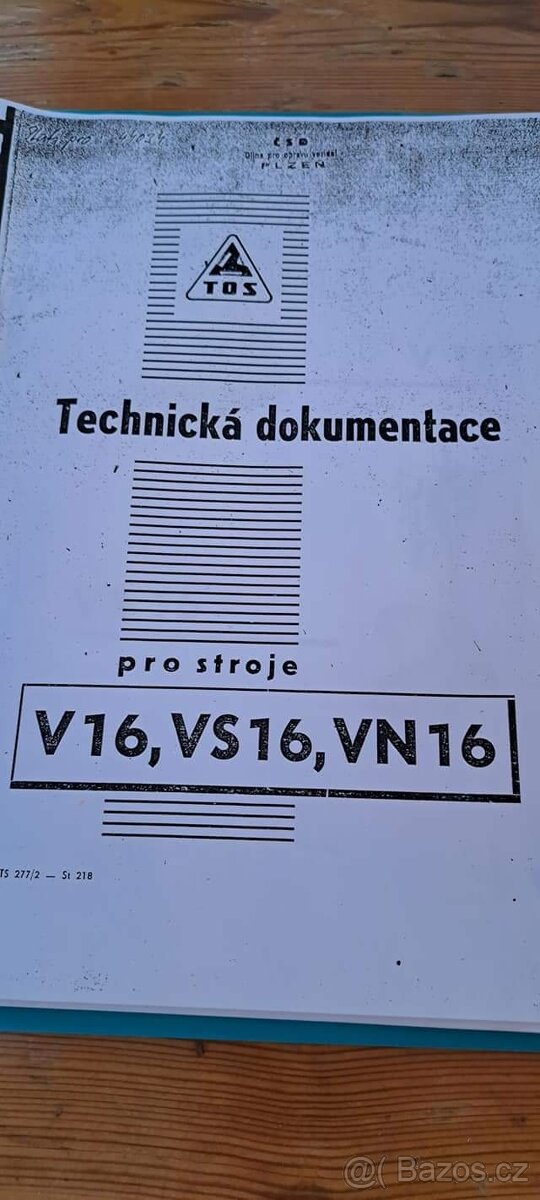 ČSD
Dílna pro opravu vozidel
PLZEŇ
TOS
Technická dokumentace
pro stroje
V16, VS16, VN16
TS 277/2 — St 218
@ Bazos.cz